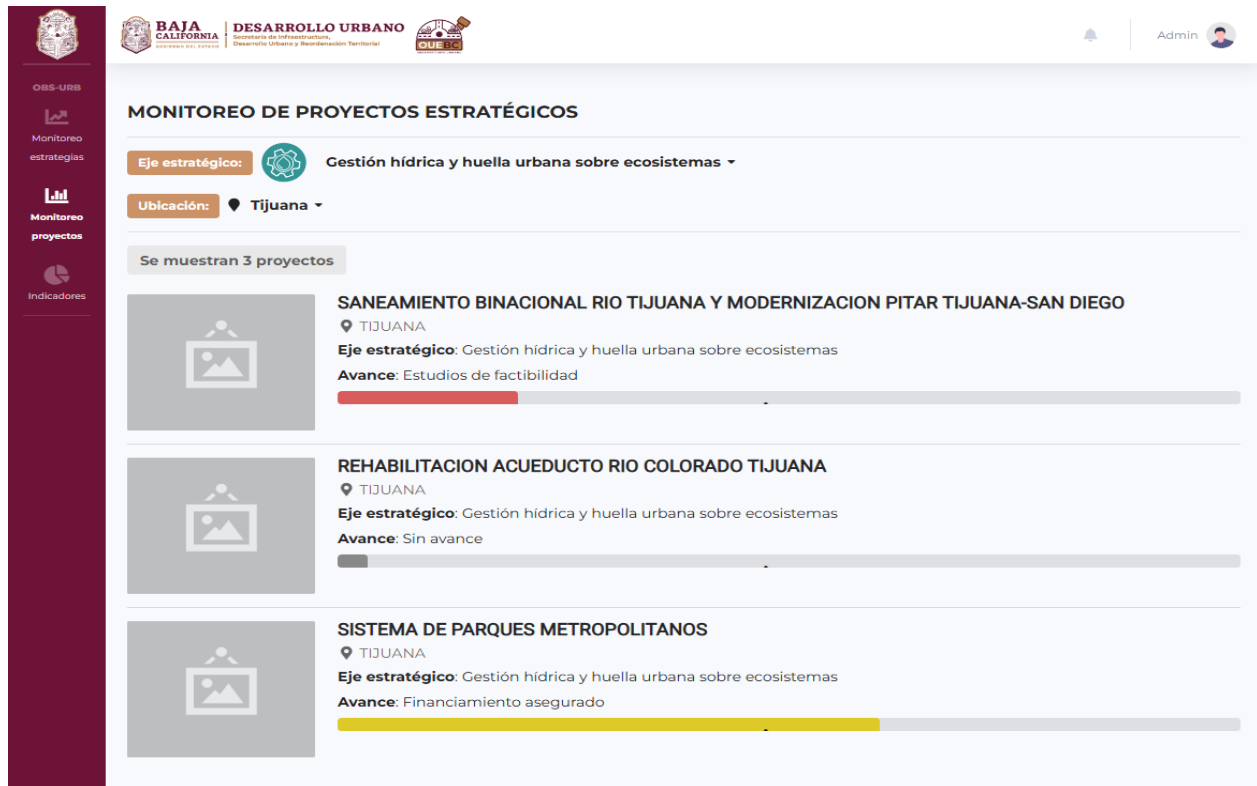 BAJA
CALIFORNIA
GOBIERNO DEL ESTADO
DESARROLLO URBANO
Secretaría de Infraestructura,
Desarrollo Urbano y Reordenación Territorial
OUEBC
Admin
OBS-URB
Monitoreo
estrategias
Monitoreo
proyectos
Indicadores
MONITOREO DE PROYECTOS ESTRATÉGICOS
Eje estratégico: Gestión hídrica y huella urbana sobre ecosistemas
Ubicación: Tijuana
Se muestran 3 proyectos
SANEAMIENTO BINACIONAL RIO TIJUANA Y MODERNIZACION PITAR TIJUANA-SAN DIEGO
TIJUANA
Eje estratégico: Gestión hídrica y huella urbana sobre ecosistemas
Avance: Estudios de factibilidad
REHABILITACION ACUEDUCTO RIO COLORADO TIJUANA
TIJUANA
Eje estratégico: Gestión hídrica y huella urbana sobre ecosistemas
Avance: Sin avance
SISTEMA DE PARQUES METROPOLITANOS
TIJUANA
Eje estratégico: Gestión hídrica y huella urbana sobre ecosistemas
Avance: Financiamiento asegurado